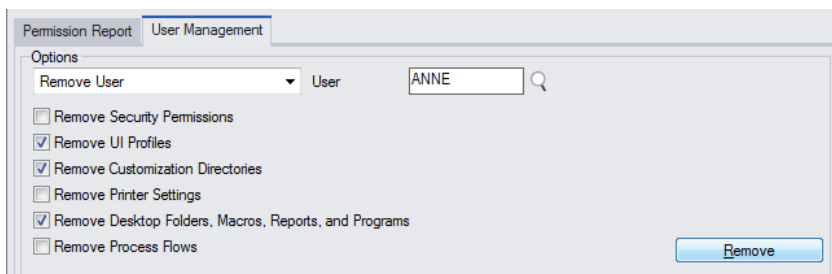 Permission Report User Management
Options
Remove User User ANNE
Remove Security Permissions
Remove UI Profiles
Remove Customization Directories
Remove Printer Settings
Remove Desktop Folders, Macros, Reports, and Programs
Remove Process Flows
Remove